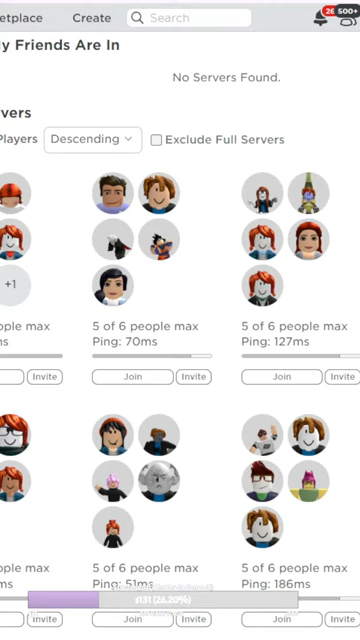 etplace Create Search 26 500+
y Friends Are In
No Servers Found.
vers
Players Descending Exclude Full Servers
+1
ople max 5 of 6 people max 5 of 6 people max
ms Ping: 70ms Ping: 127ms
Invite Join Invite Join Invite
ople max 5 of 6 people max 5 of 6 people max
ms Ping: 51ms Ping: 186ms
$131 (26.20%)
Invite Join Invite Join Invite